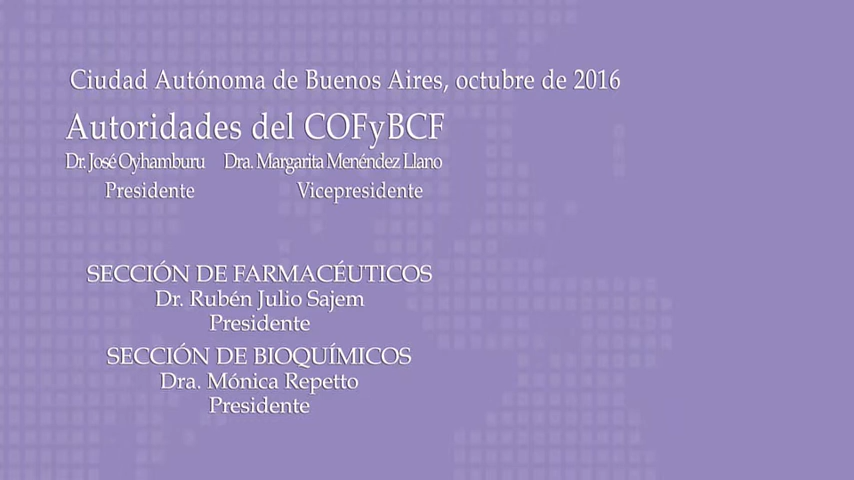 Ciudad Autónoma de Buenos Aires, octubre de 2016
Autoridades del COFyBCF
Dr. José Oyhamburu Dra. Margarita Menéndez Llano
Presidente Vicepresidente
SECCIÓN DE FARMACÉUTICOS
Dr. Rubén Julio Sajem
Presidente
SECCIÓN DE BIOQUÍMICOS
Dra. Mónica Repetto
Presidente